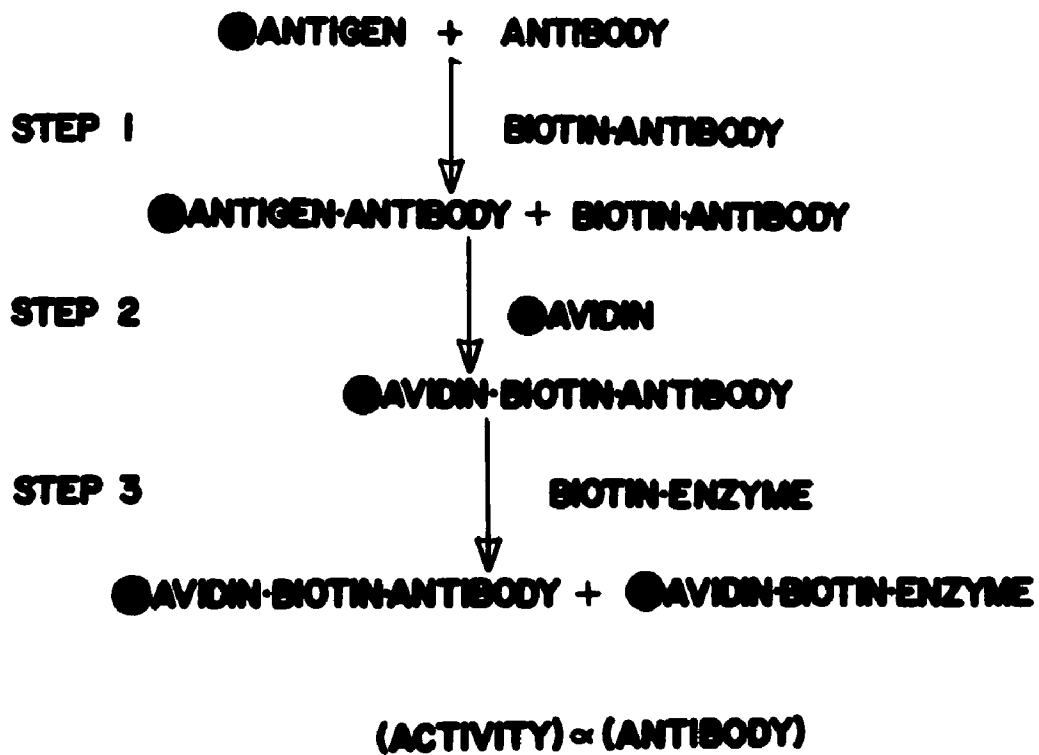 ANTIGEN + ANTIBODY
STEP 1 BIOTIN·ANTIBODY
ANTIGEN·ANTIBODY + BIOTIN·ANTIBODY
STEP 2 AVIDIN
AVIDIN·BIOTIN·ANTIBODY
STEP 3 BIOTIN·ENZYME
AVIDIN·BIOTIN·ANTIBODY + AVIDIN·BIOTIN·ENZYME
(ACTIVITY) ∝ (ANTIBODY)